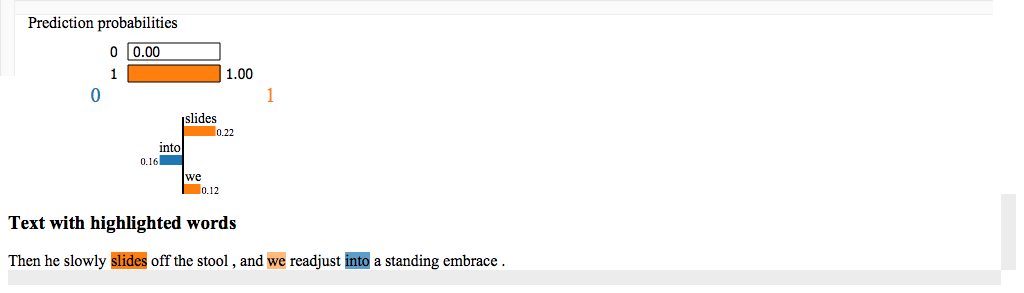 Prediction probabilities
0 0.00
1 1.00
0 1
slides
0.22
into
0.16
we
0.12
Text with highlighted words
Then he slowly slides off the stool , and we readjust into a standing embrace .